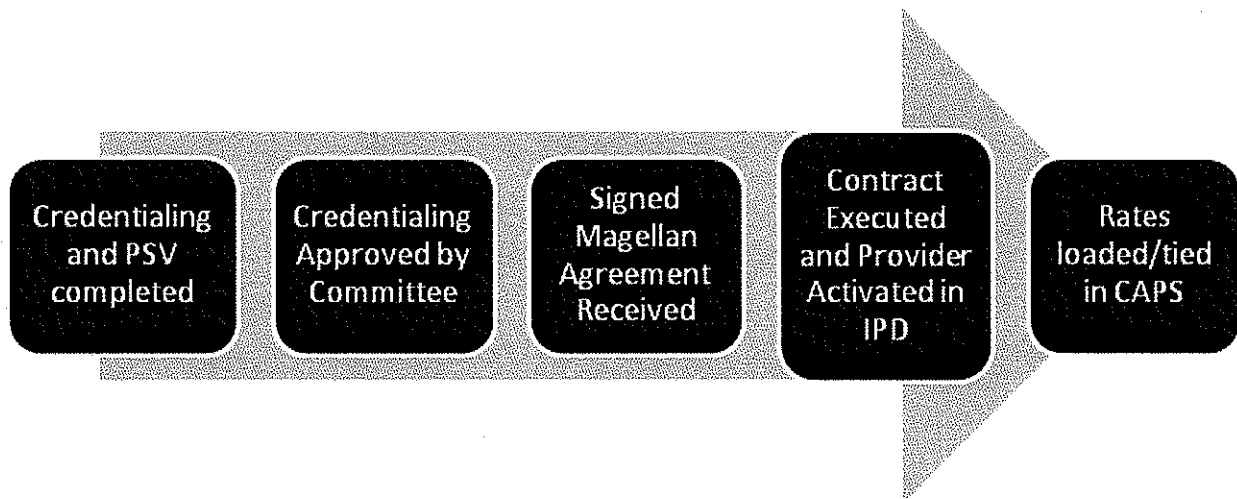 Credentialing
and PSV
completed
Credentialing
Approved by
Committee
Signed
Magellan
Agreement
Received
Contract
Executed
and Provider
Activated in
IPD
Rates
loaded/tied
in CAPS